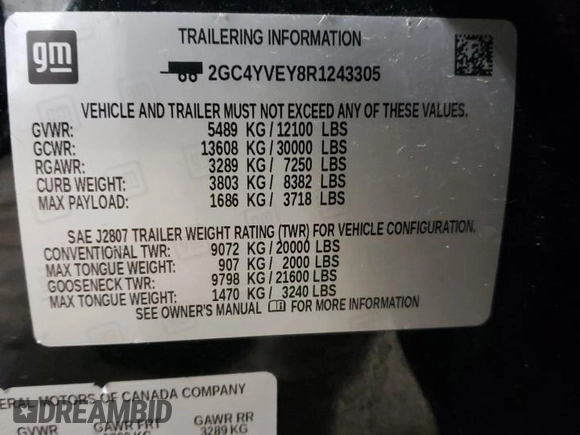 gm
TRAILERING INFORMATION
2GC4YVEY8R1243305
VEHICLE AND TRAILER MUST NOT EXCEED ANY OF THESE VALUES.
GVWR: 5489 KG / 12100 LBS
GCWR: 13608 KG / 30000 LBS
RGAWR: 3289 KG / 7250 LBS
CURB WEIGHT: 3803 KG / 8382 LBS
MAX PAYLOAD: 1686 KG / 3718 LBS
SAE J2807 TRAILER WEIGHT RATING (TWR) FOR VEHICLE CONFIGURATION.
CONVENTIONAL TWR: 9072 KG / 20000 LBS
MAX TONGUE WEIGHT: 907 KG / 2000 LBS
GOOSENECK TWR: 9798 KG / 21600 LBS
MAX TONGUE WEIGHT: 1470 KG / 3240 LBS
SEE OWNER'S MANUAL FOR MORE INFORMATION
ERAL MOTORS OF CANADA COMPANY
GVWR GAWR FRT GAWR RR
3289 KG
DREAMBID